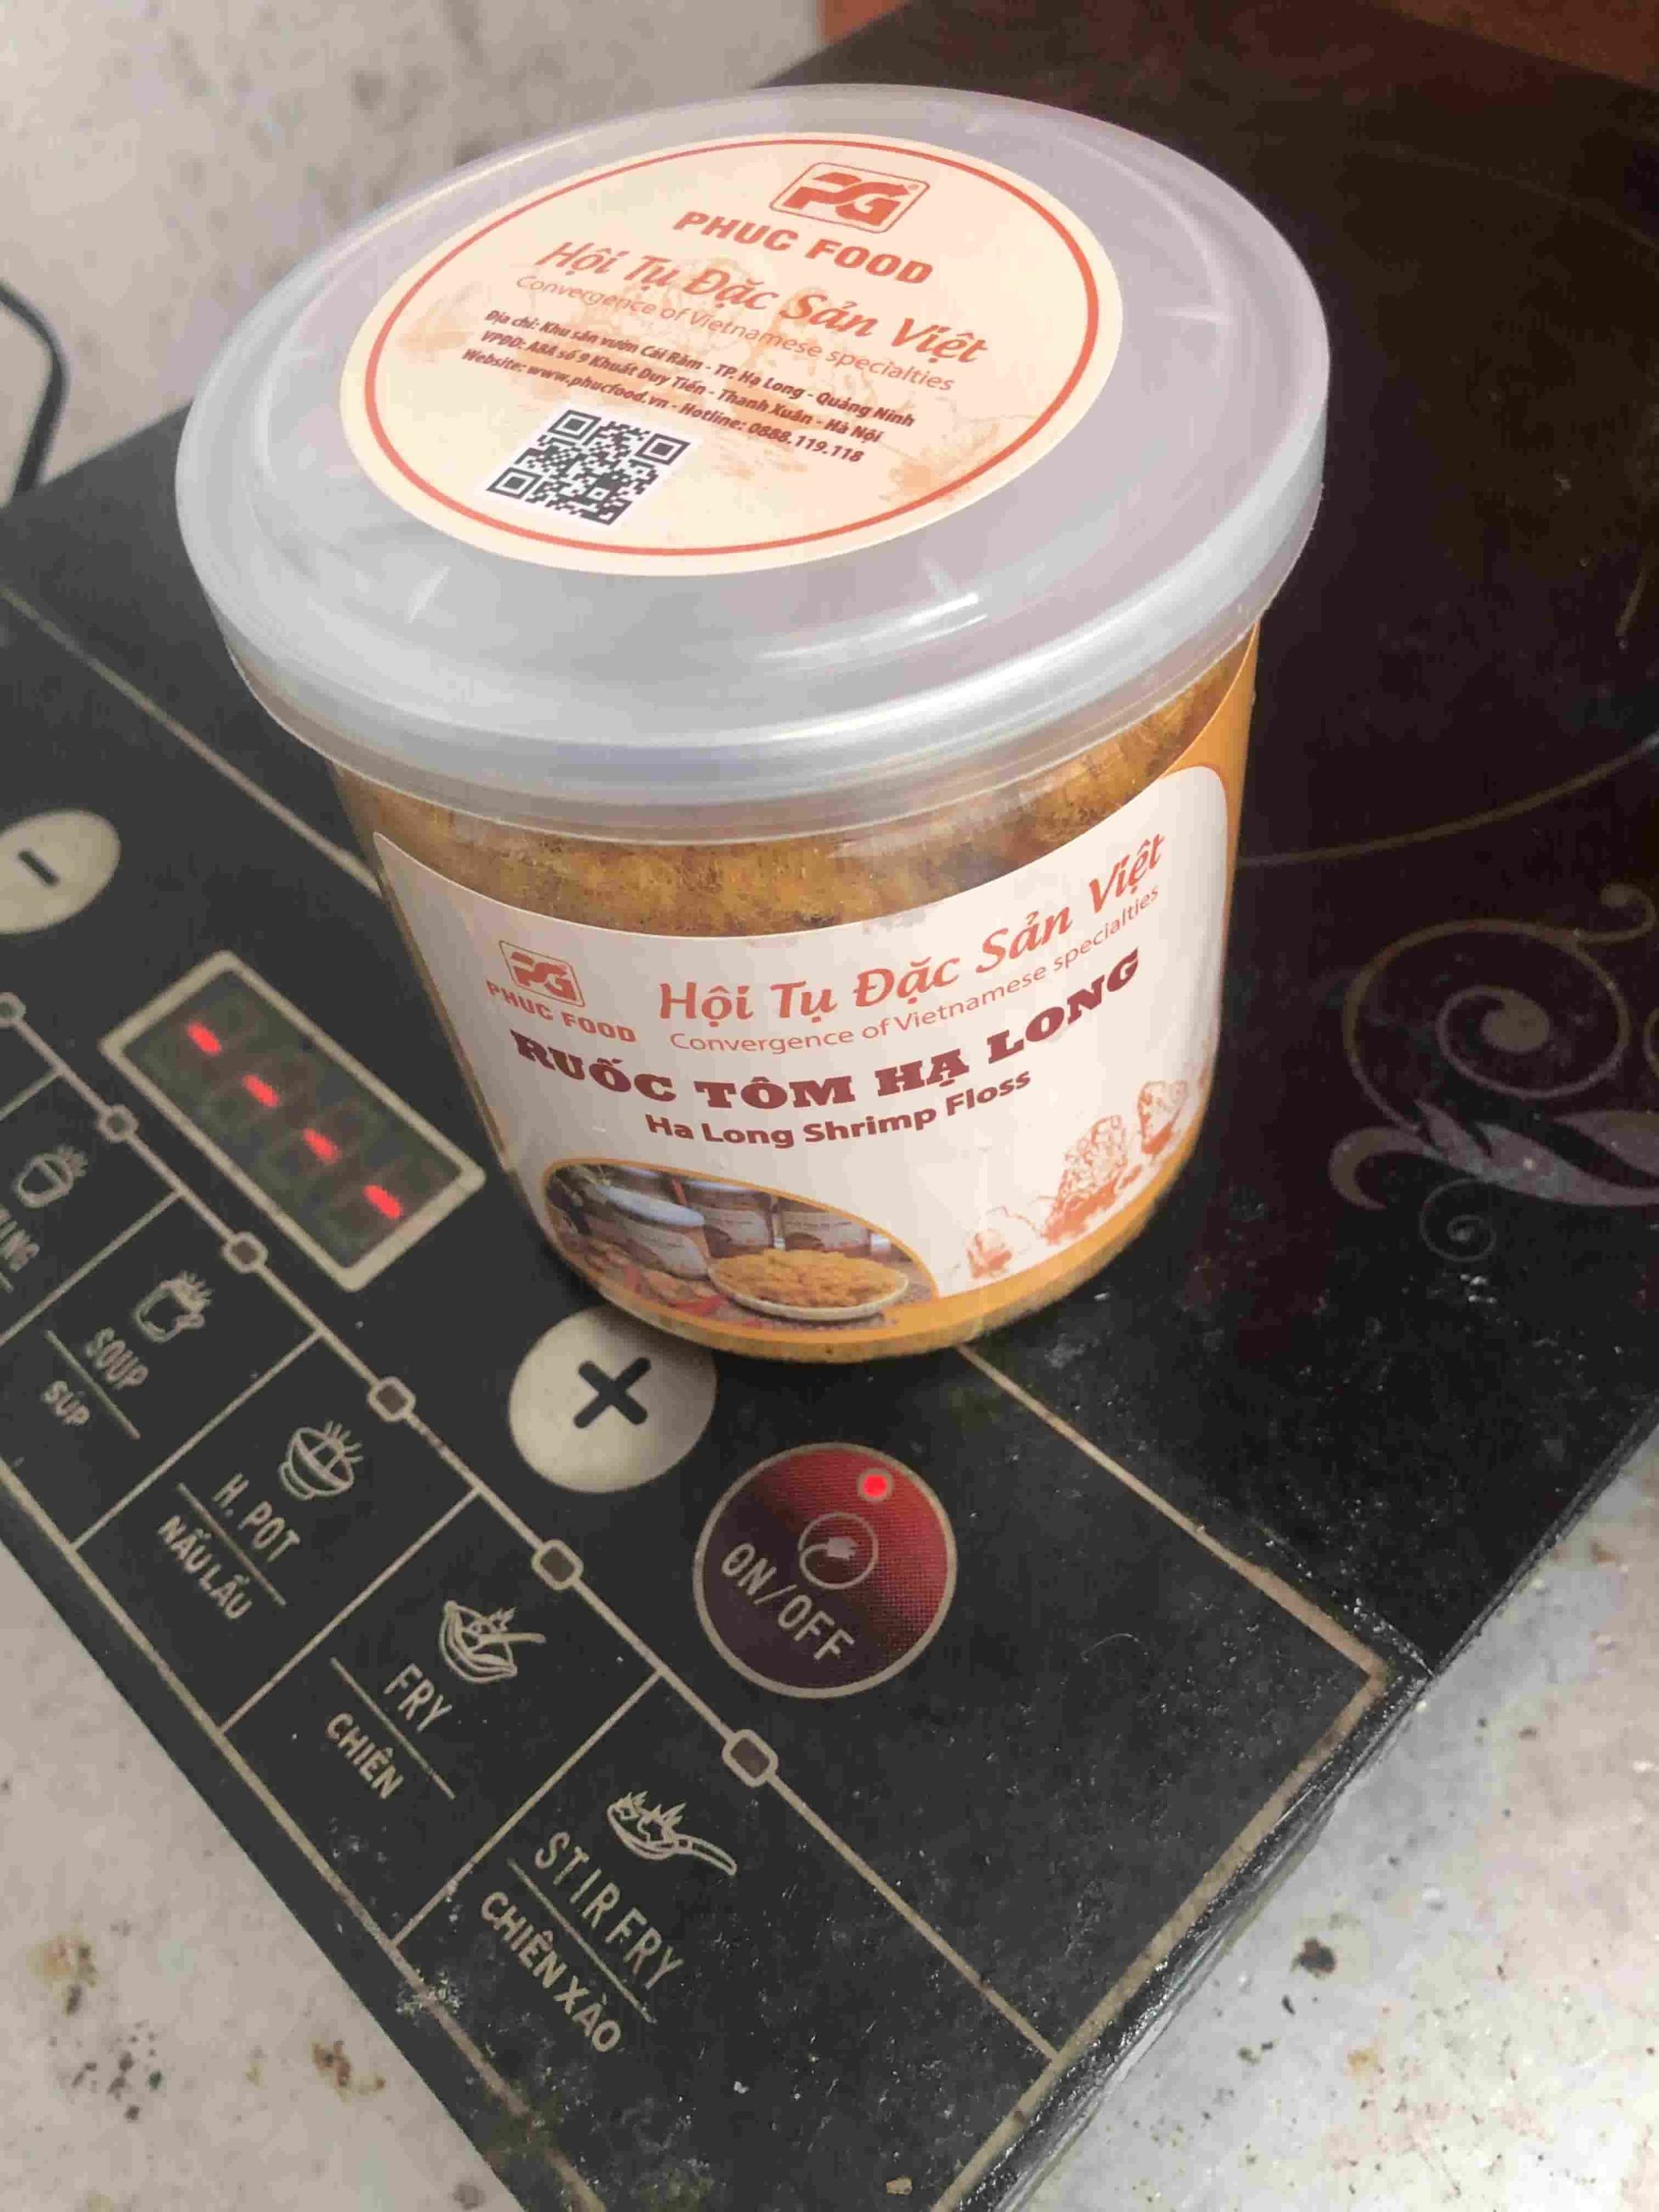 PG
PHUC FOOD
Hội Tụ Đặc Sản Việt
Convergence of Vietnamese specialties
Địa chỉ: Khu sân vườn Cái Răm - TP. Hạ Long - Quảng Ninh
VPĐD: A8A số 9 Khuất Duy Tiến - Thanh Xuân - Hà Nội
Website: www.phucfood.vn - Hotline: 0888.119.118
PG
PHUC FOOD
Hội Tụ Đặc Sản Việt
Convergence of Vietnamese specialties
RUỐC TÔM HẠ LONG
Ha Long Shrimp Floss
-
----
+
ON/OFF
SOUP
SÚP
H. POT
NẤU LẨU
FRY
CHIÊN
STIR FRY
CHIÊN XÀO